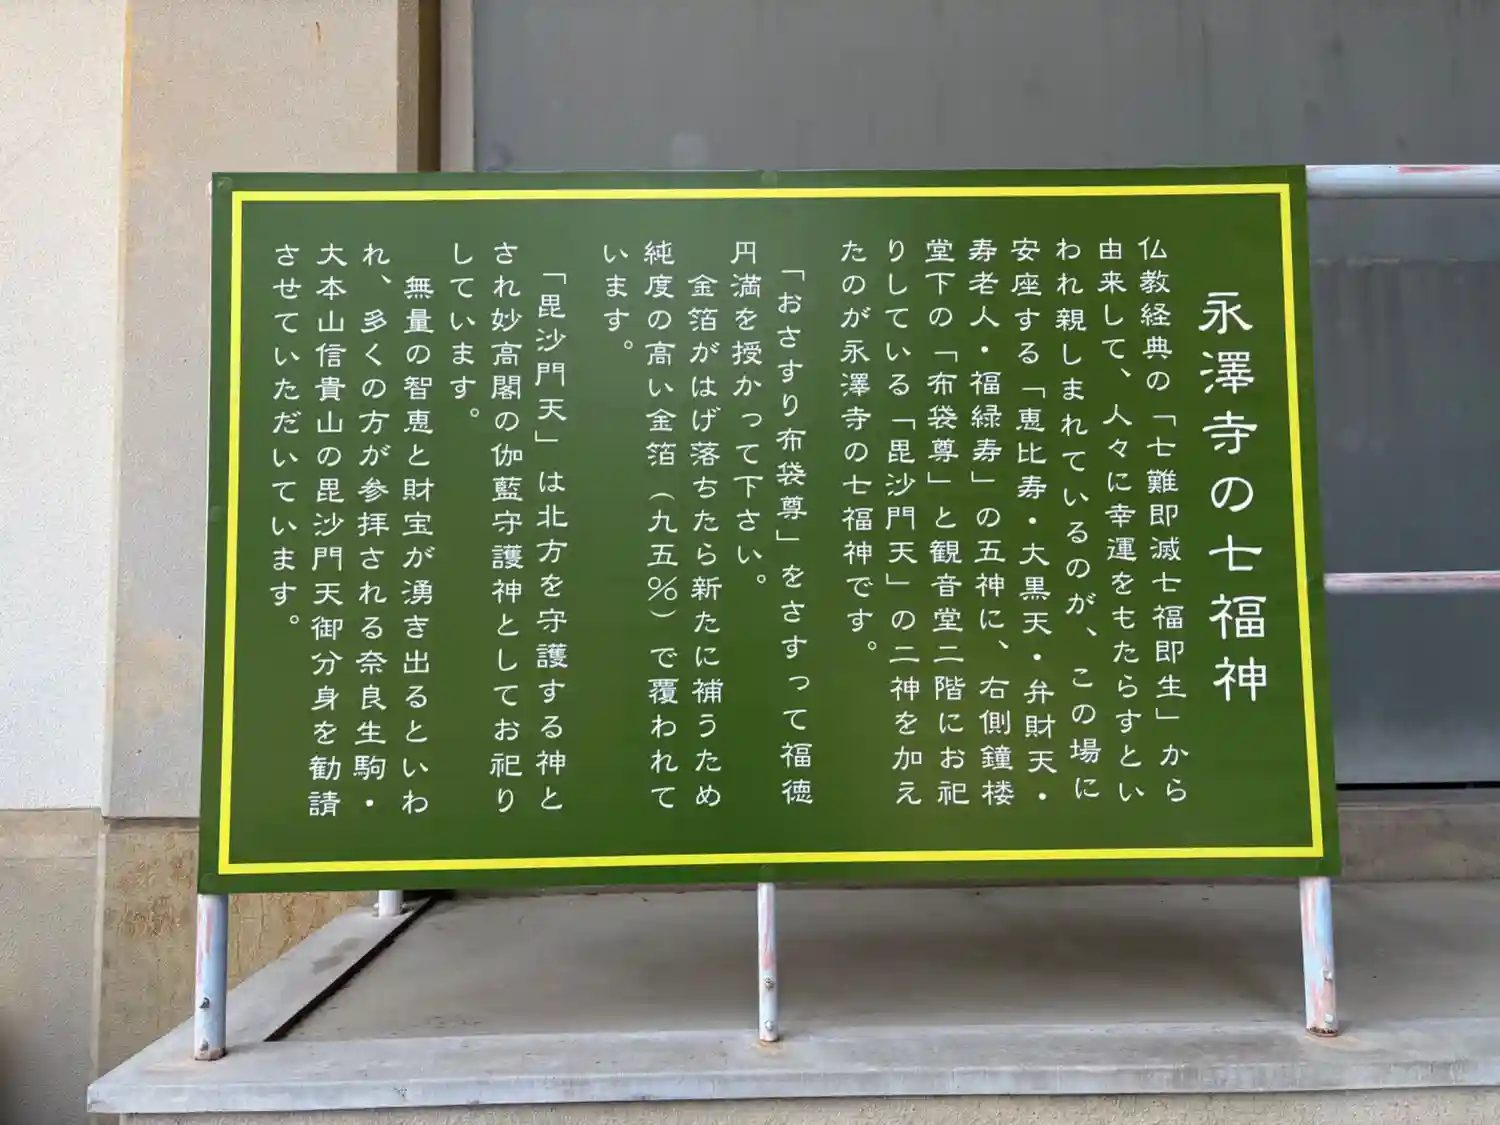 永澤寺の七福神
仏教経典の「七難即滅七福即生」から
由来して、人々に幸運をもたらすとい
われ親しまれているのが、この場に
安座する「恵比寿・大黒天・弁財天・
寿老人・福緑寿」の五神に、右側鐘楼
堂下の「布袋尊」と観音堂二階にお祀
りしている「毘沙門天」の二神を加え
たのが永澤寺の七福神です。
「おさすり布袋尊」をさすって福徳
円満を授かって下さい。
金箔がはげ落ちたら新たに補うため
純度の高い金箔（九五％）で覆われて
います。
「毘沙門天」は北方を守護する神と
され妙高閣の伽藍守護神としてお祀り
しています。
無量の智恵と財宝が湧き出るといわ
れ、多くの方が参拝される奈良生駒・
大本山信貴山の毘沙門天御分身を勧請
させていただいています。